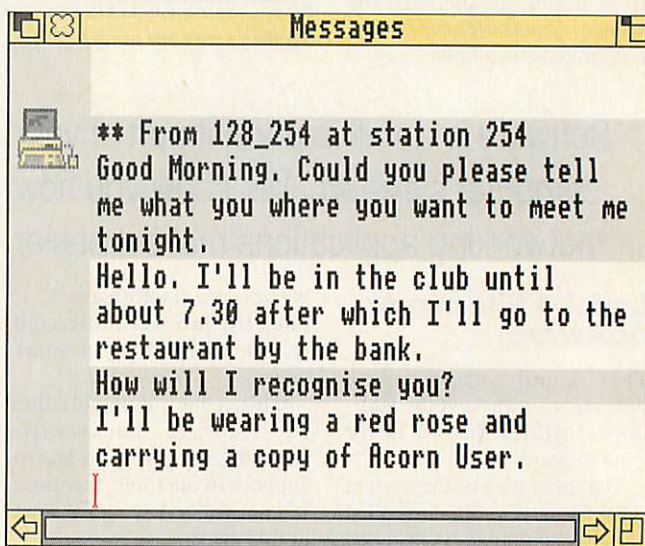 Messages
** From 128_254 at station 254
Good Morning. Could you please tell
me what you where you want to meet me
tonight.
Hello. I'll be in the club until
about 7.30 after which I'll go to the
restaurant by the bank.
How will I recognise you?
I'll be wearing a red rose and
carrying a copy of Acorn User.